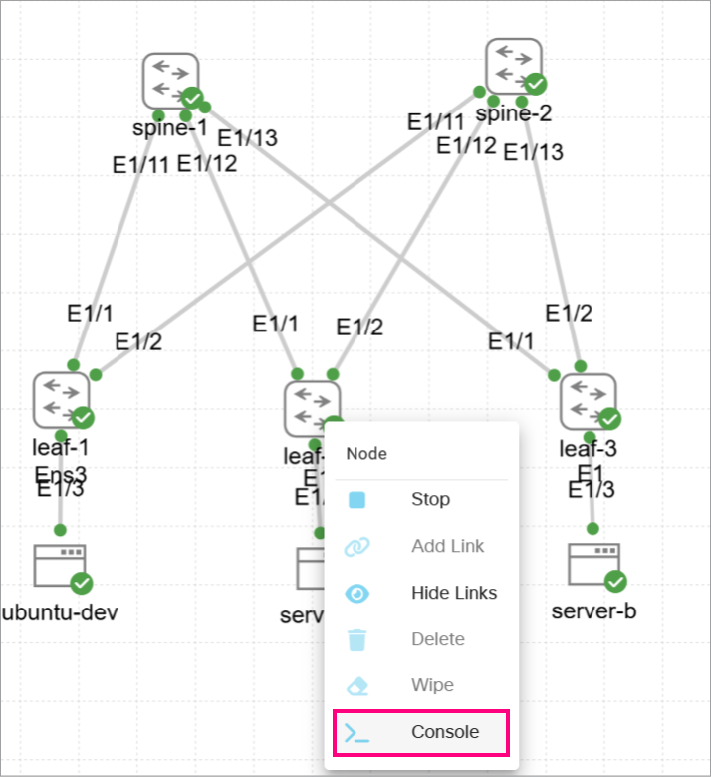 spine-1
spine-2
E1/13
E1/11
E1/12
E1/11
E1/12
E1/13
E1/1
E1/2
E1/1
E1/2
E1/1
E1/2
leaf-1
Ens3
E1/3
leaf-
leaf-3
E1
E1/3
Node
Stop
Add Link
Hide Links
Delete
Wipe
Console
ubuntu-dev
serv
server-b